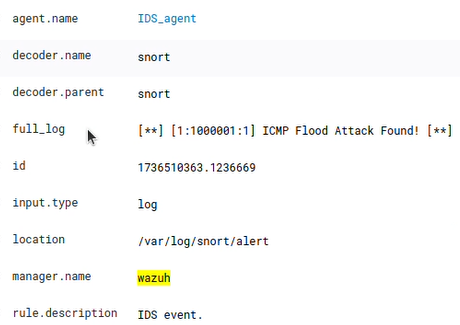 agent.name IDS_agent
decoder.name snort
decoder.parent snort
full_log [**] [1:1000001:1] ICMP Flood Attack Found! [**]
id 1736510363.1236669
input.type log
location /var/log/snort/alert
manager.name wazuh
rule.description IDS event.